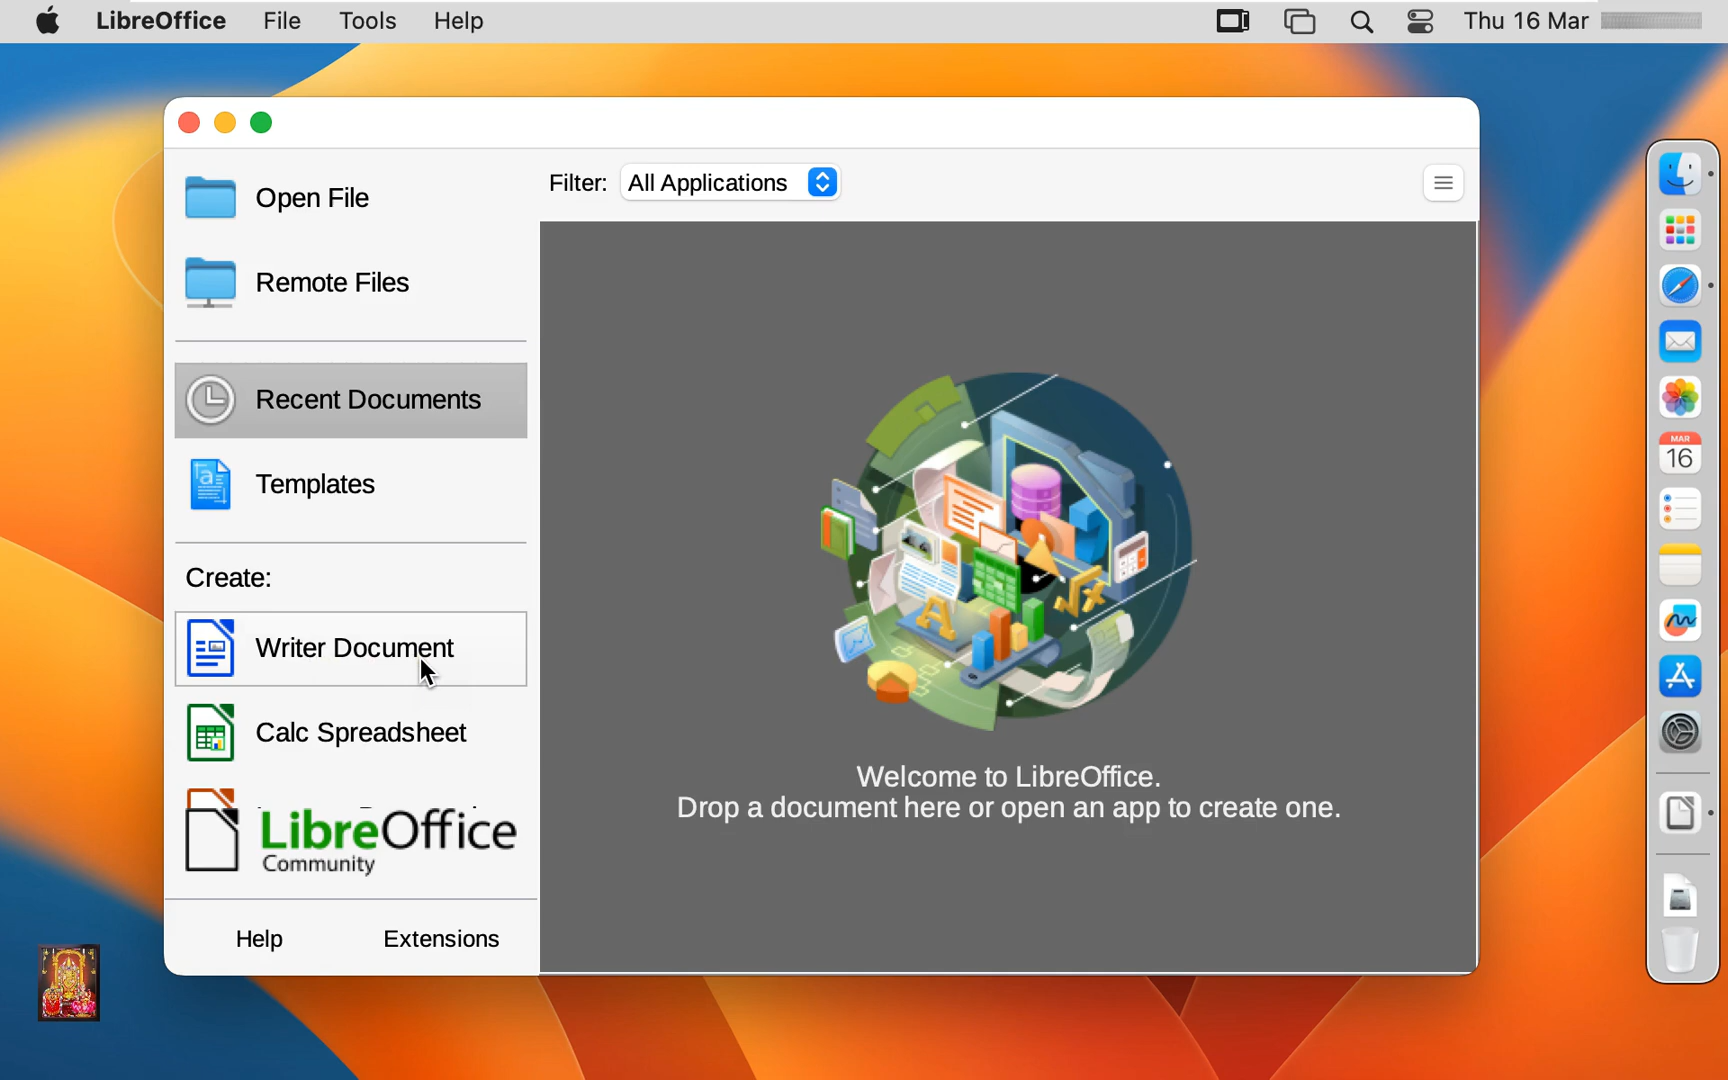 LibreOffice File Tools Help Thu 16 Mar
Open File
Filter: All Applications
Remote Files
Recent Documents
Templates
Create:
Writer Document
Calc Spreadsheet
LibreOffice
Community
Welcome to LibreOffice.
Drop a document here or open an app to create one.
Help Extensions
MAR
16